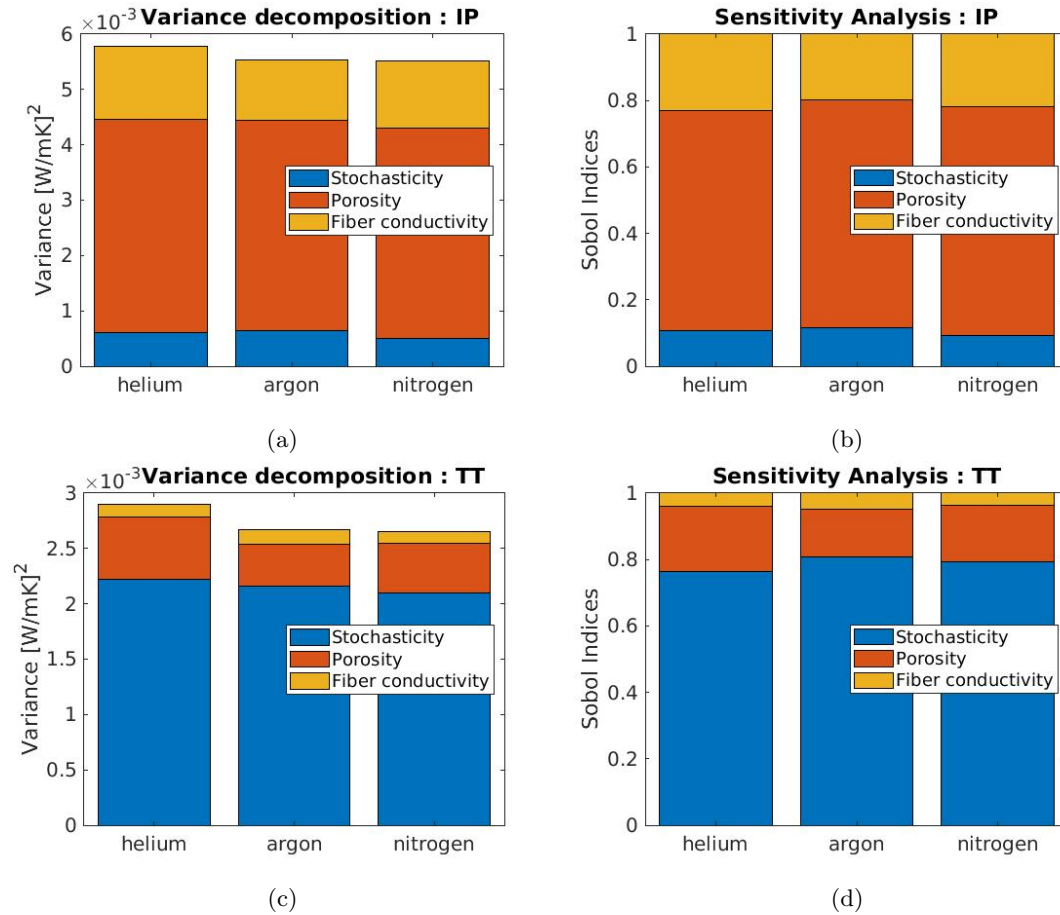 ×10⁻³ Variance decomposition : IP
Variance [W/mK]²
6
5
4
3
2
1
0
Stochasticity
Porosity
Fiber conductivity
helium argon nitrogen
(a)
Sensitivity Analysis : IP
Sobol Indices
1
0.8
0.6
0.4
0.2
0
Stochasticity
Porosity
Fiber conductivity
helium argon nitrogen
(b)
×10⁻³ Variance decomposition : TT
Variance [W/mK]²
3
2.5
2
1.5
1
0.5
0
Stochasticity
Porosity
Fiber conductivity
helium argon nitrogen
(c)
Sensitivity Analysis : TT
Sobol Indices
1
0.8
0.6
0.4
0.2
0
Stochasticity
Porosity
Fiber conductivity
helium argon nitrogen
(d)